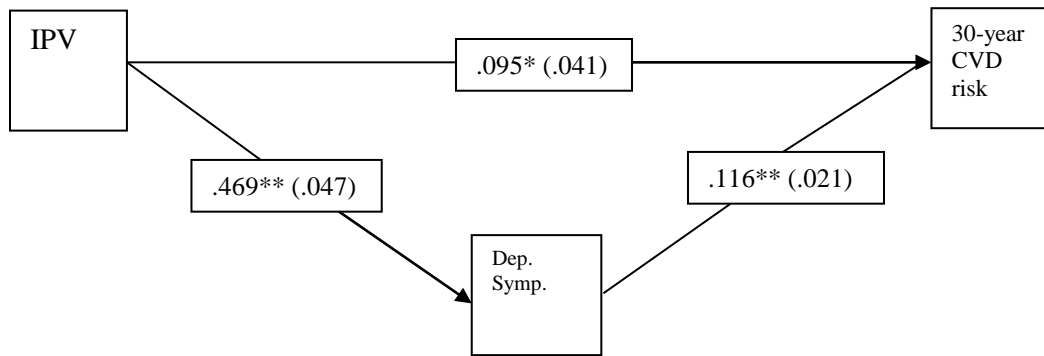 IPV
30-year
CVD
risk
.095* (.041)
.469** (.047)
.116** (.021)
Dep.
Symp.